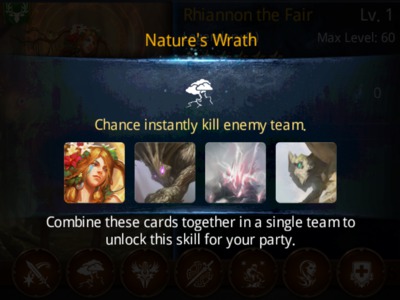 Rhiannon the Fair
Lv. 1
Nature's Wrath
Max Level: 60
0
Chance instantly kill enemy team.
Combine these cards together in a single team to
unlock this skill for your party.